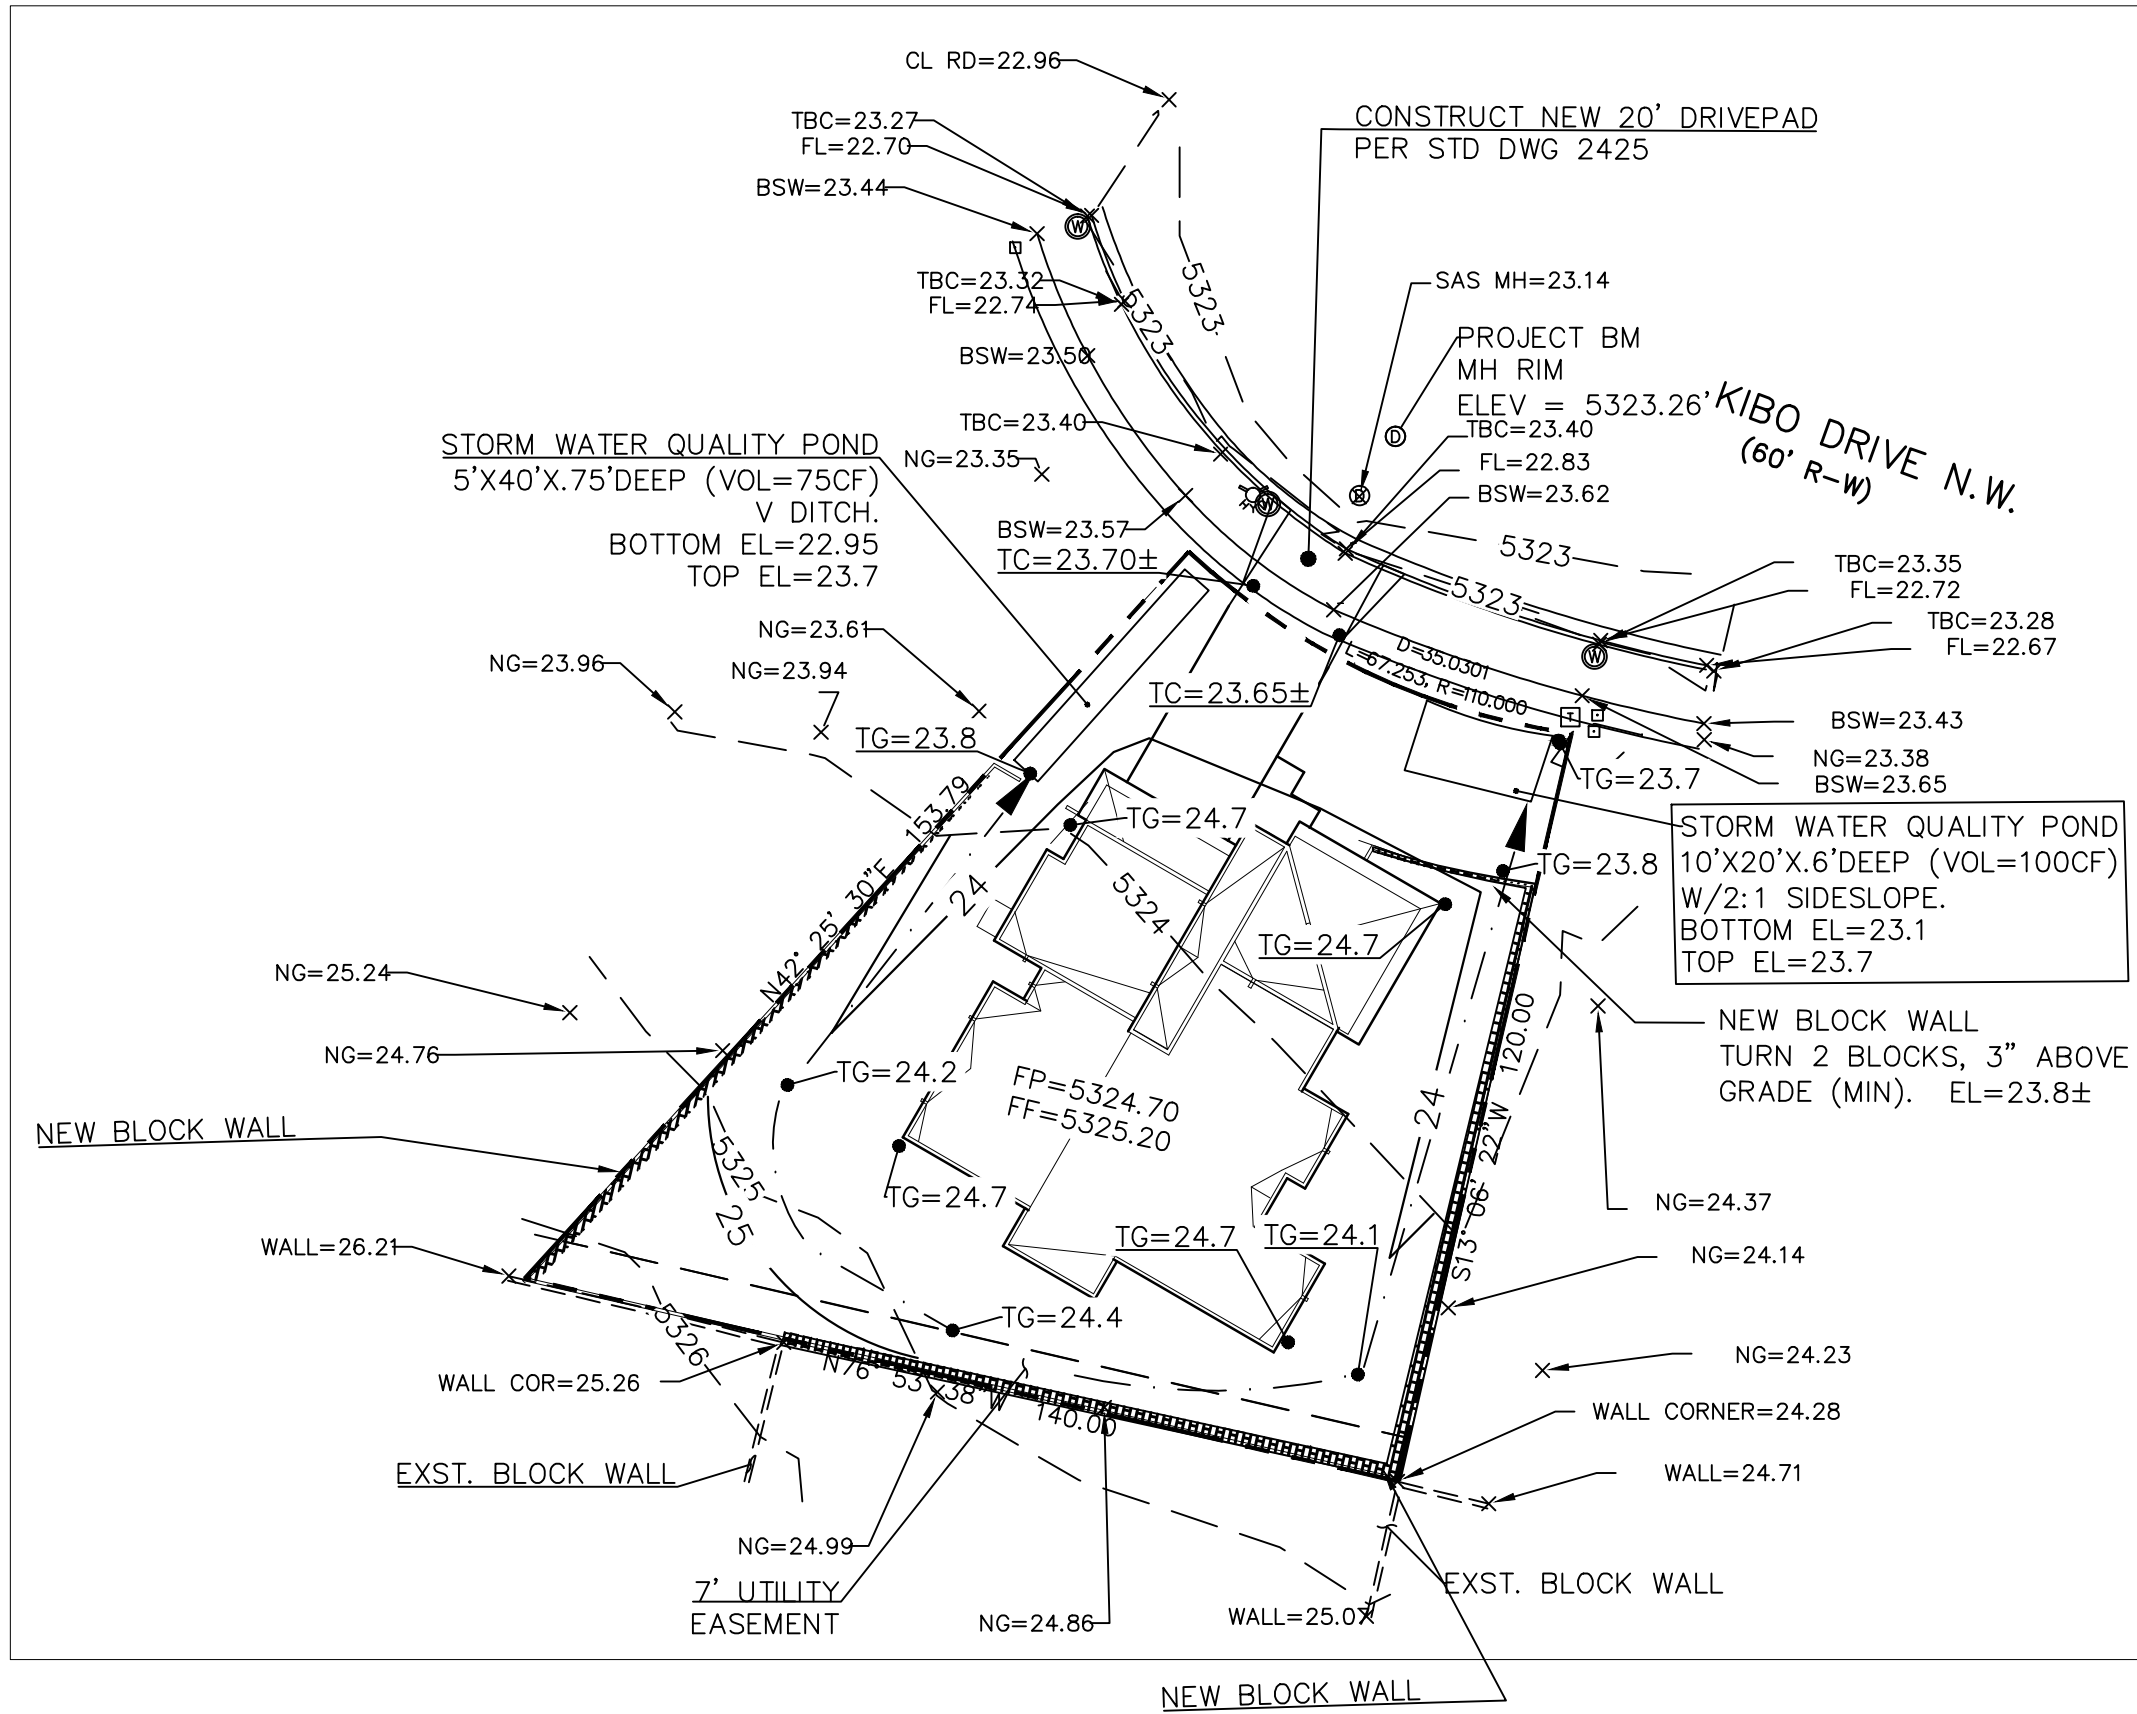 CL RD=22.96
TBC=23.27
FL=22.70
BSW=23.44
CONSTRUCT NEW 20' DRIVEPAD
PER STD DWG 2425
TBC=23.32
FL=22.74
BSW=23.50
5323
5323
SAS MH=23.14
PROJECT BM
MH RIM
ELEV = 5323.26'
KIBO DRIVE N.W.
(60' R-W)
TBC=23.40
NG=23.35
TBC=23.40
FL=22.83
BSW=23.62
STORM WATER QUALITY POND
5'X40'X.75'DEEP (VOL=75CF)
V DITCH.
BOTTOM EL=22.95
TOP EL=23.7
W
W
W
D
T
BSW=23.57
TC=23.70±
5323
5323
TBC=23.35
FL=22.72
TBC=23.28
FL=22.67
NG=23.61
NG=23.96
NG=23.94
D=35.0301
L=67.253, R=110.000
TC=23.65±
BSW=23.43
NG=23.38
BSW=23.65
TG=23.8
TG=23.7
TG=24.7
STORM WATER QUALITY POND
10'X20'X.6'DEEP (VOL=100CF)
W/2:1 SIDESLOPE.
BOTTOM EL=23.1
TOP EL=23.7
TG=23.8
N42° 25' 30"E 153.79
24
5324
TG=24.7
NG=25.24
NEW BLOCK WALL
TURN 2 BLOCKS, 3" ABOVE
GRADE (MIN). EL=23.8±
NG=24.76
TG=24.2
FP=5324.70
FF=5325.20
24
S13° 06' 22"W 120.00
NEW BLOCK WALL
5325
25
TG=24.7
TG=24.7
TG=24.1
NG=24.37
WALL=26.21
NG=24.14
5326
TG=24.4
NG=24.23
WALL COR=25.26
N76° 53' 38"W 140.00
WALL CORNER=24.28
EXST. BLOCK WALL
WALL=24.71
NG=24.99
7' UTILITY
EASEMENT
NG=24.86
WALL=25.07
EXST. BLOCK WALL
NEW BLOCK WALL